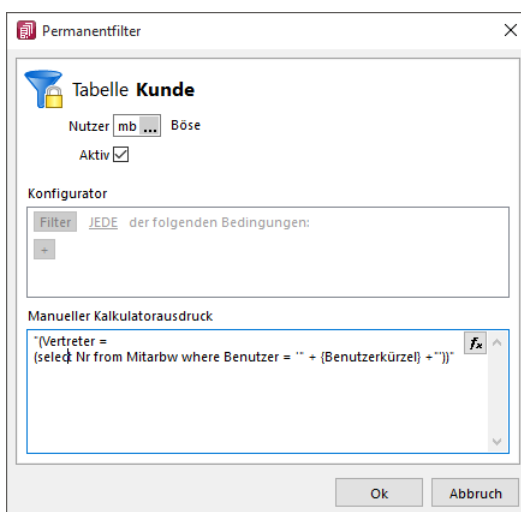 Permanentfilter
Tabelle Kunde
Nutzer mb ... Böse
Aktiv
Konfigurator
Filter JEDE der folgenden Bedingungen:
+
Manueller Kalkulatorausdruck
"(Vertreter =
(select Nr from Mitarbw where Benutzer = '" + {Benutzerkürzel} +"'))"
fx
Ok Abbruch